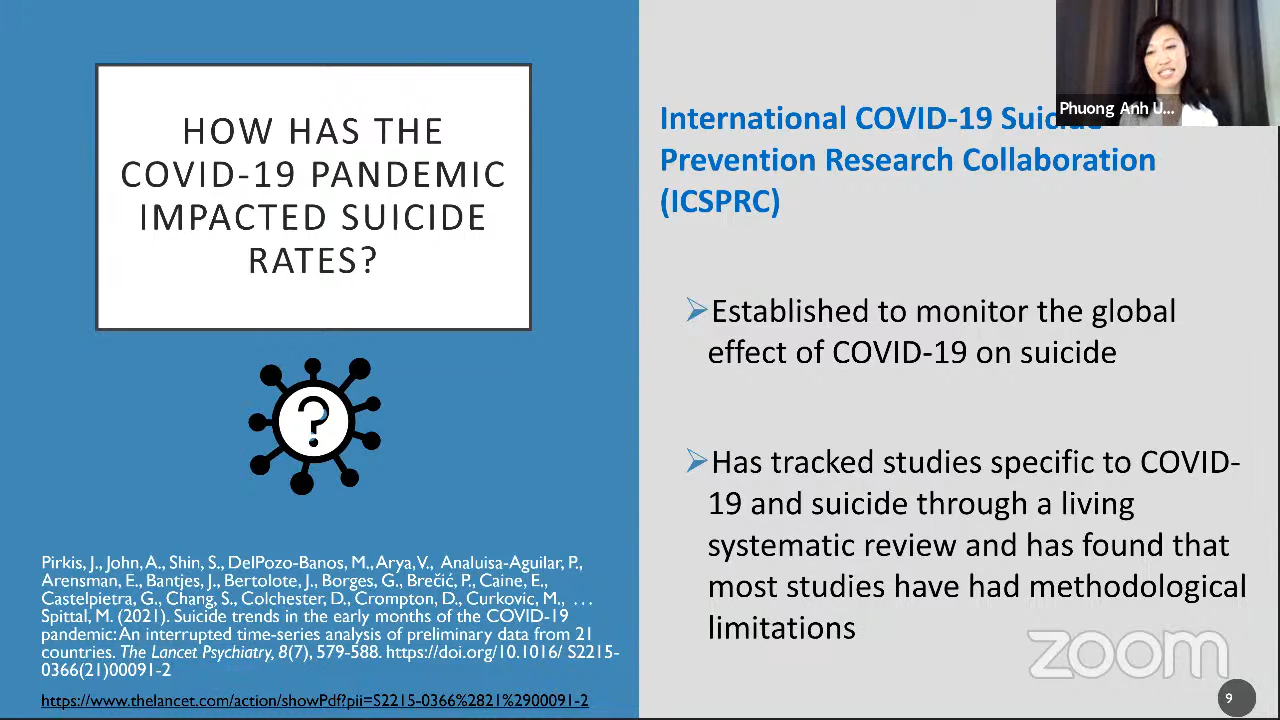 HOW HAS THE
COVID-19 PANDEMIC
IMPACTED SUICIDE
RATES?
?
Pirkis, J., John, A., Shin, S., DelPozo-Banos, M., Arya, V., Analuisa-Aguilar, P.,
Arensman, E., Bantjes, J., Bertolote, J., Borges, G., Brečić, P., Caine, E.,
Castelpietra, G., Chang, S., Colchester, D., Crompton, D., Curkovic, M., …
Spittal, M. (2021). Suicide trends in the early months of the COVID-19
pandemic: An interrupted time-series analysis of preliminary data from 21
countries. The Lancet Psychiatry, 8(7), 579-588. https://doi.org/10.1016/ S2215-
0366(21)00091-2
https://www.thelancet.com/action/showPdf?pii=S2215-0366%2821%2900091-2
Phuong Anh U...
International COVID-19 Suicide
Prevention Research Collaboration
(ICSPRC)
➢Established to monitor the global
effect of COVID-19 on suicide
➢Has tracked studies specific to COVID-
19 and suicide through a living
systematic review and has found that
most studies have had methodological
limitations
zoom
9